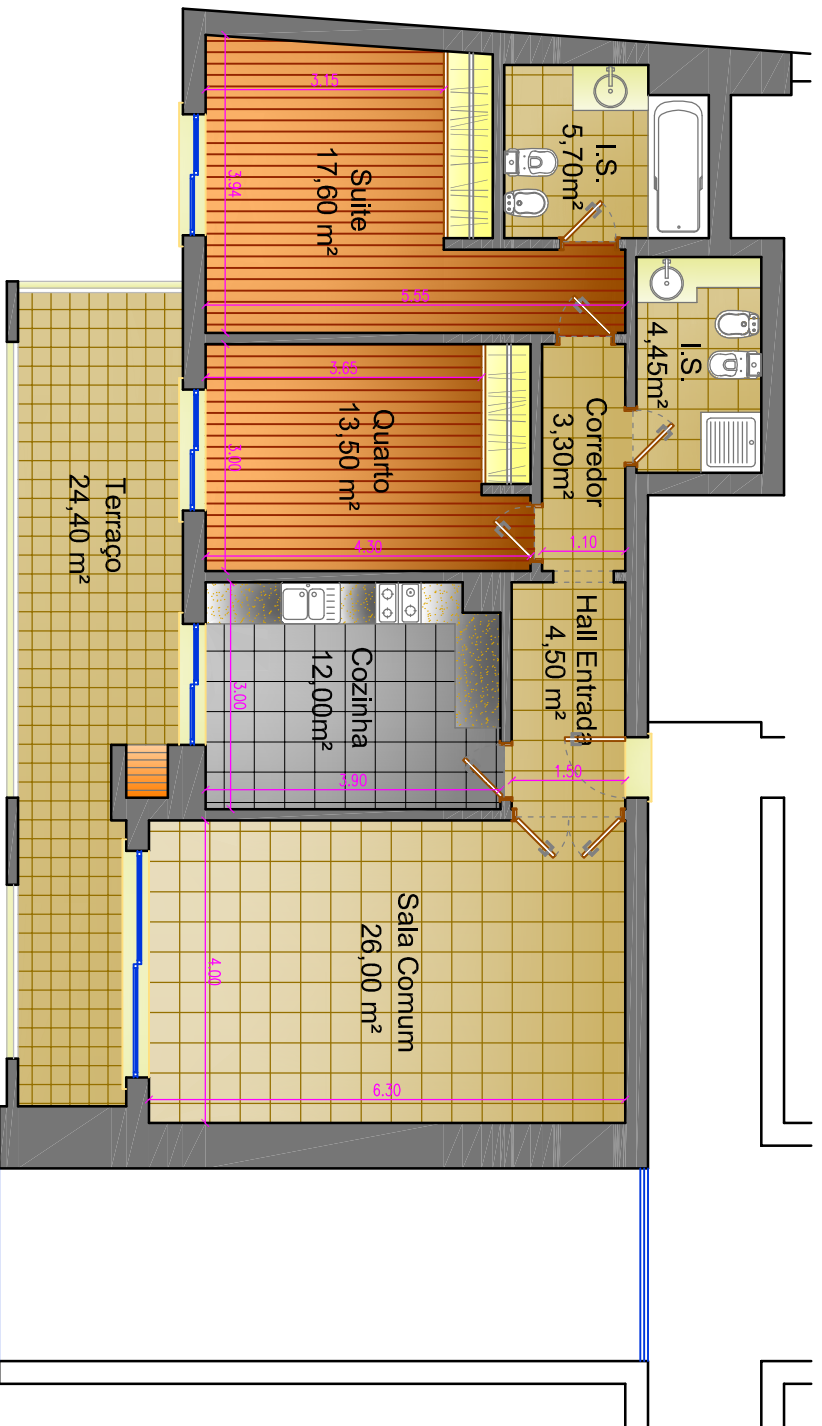 I.S.
5,70m²
3.15
Suite
17,60 m²
3.94
5.55
I.S.
4,45m²
3.65
Quarto
13,50 m²
3.00
4.30
Corredor
3,30m²
1.10
Terraço
24,40 m²
Hall Entrada
4,50 m²
1.50
Cozinha
12,00m²
3.00
3.90
Sala Comum
26,00 m²
4.00
6.30